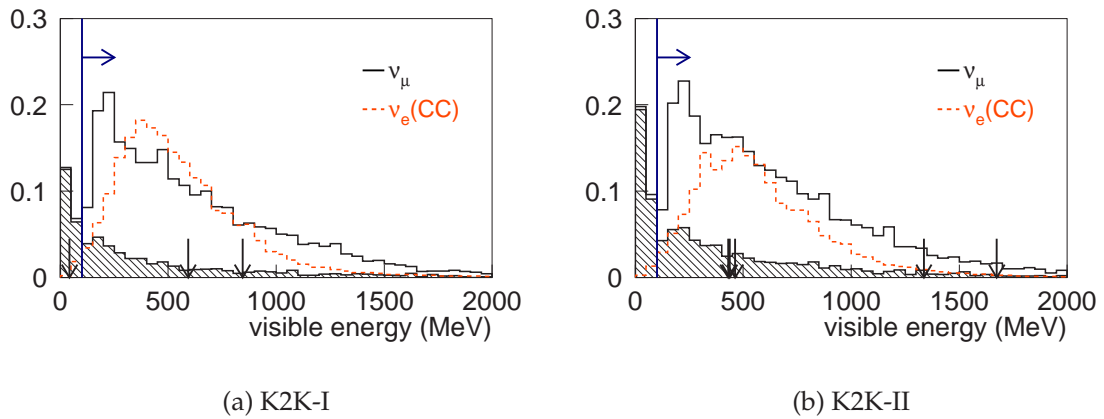 0.3
0.2
0.1
0
0 500 1000 1500 2000
visible energy (MeV)
ν_μ
ν_e(CC)
(a) K2K-I
0.3
0.2
0.1
0
0 500 1000 1500 2000
visible energy (MeV)
ν_μ
ν_e(CC)
(b) K2K-II